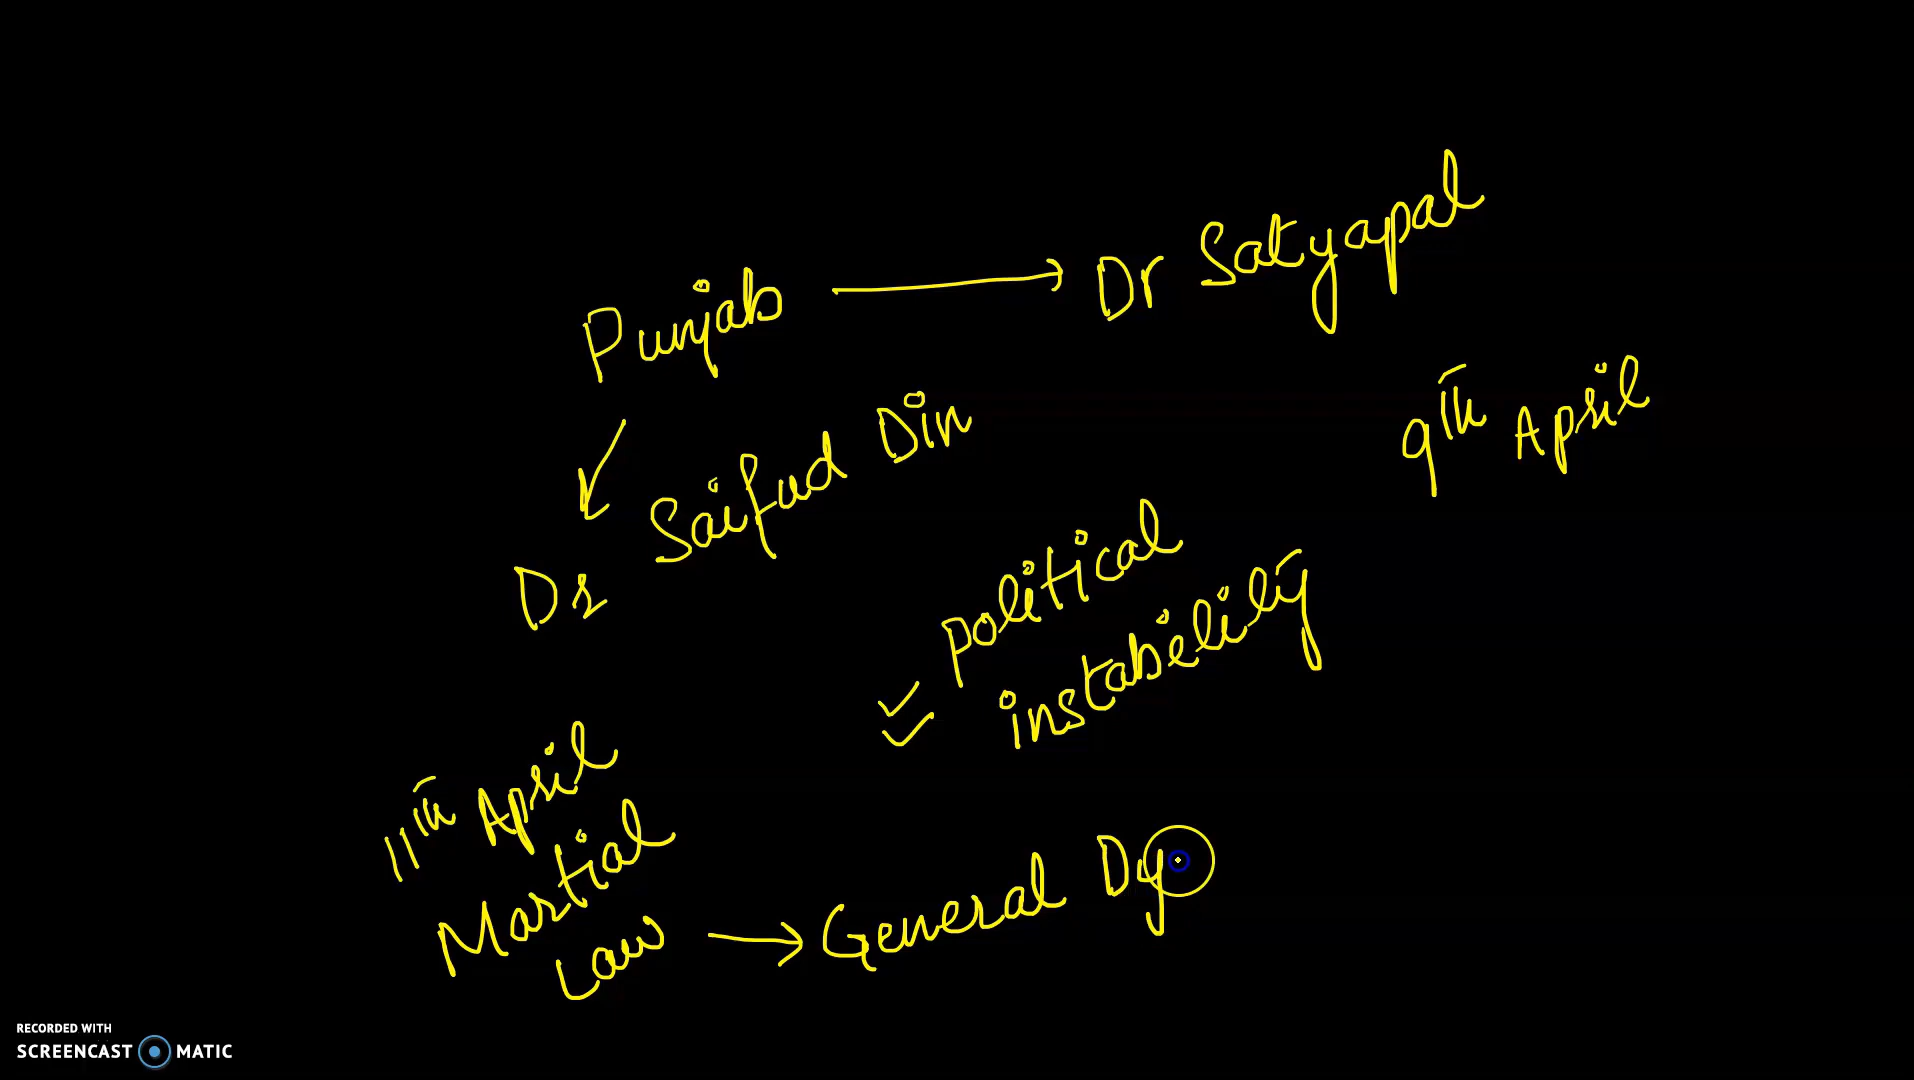 Punjab → Dr Satyapal
Dr Saifud Din
9th April
political
instability
11th April
Martial
Law → General Dy
RECORDED WITH
SCREENCAST MATIC